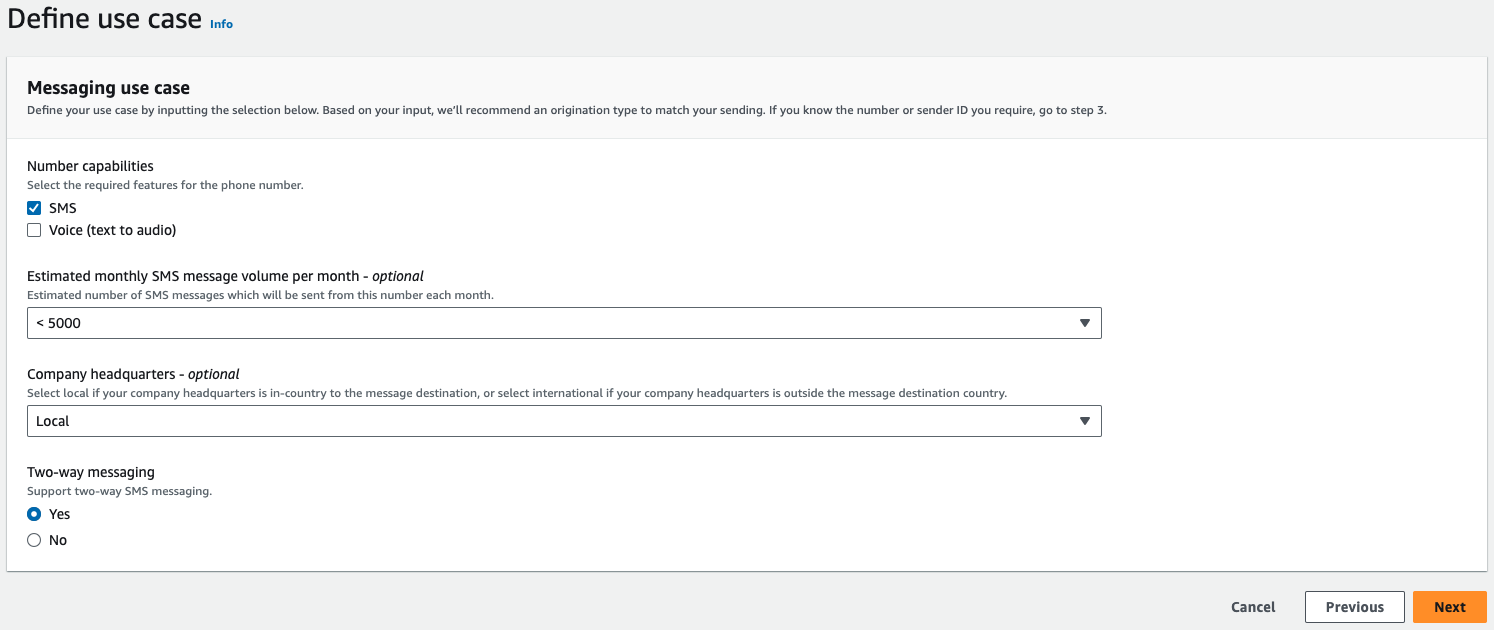 Define use case Info
Messaging use case
Define your use case by inputting the selection below. Based on your input, we'll recommend an origination type to match your sending. If you know the number or sender ID you require, go to step 3.
Number capabilities
Select the required features for the phone number.
SMS
Voice (text to audio)
Estimated monthly SMS message volume per month - optional
Estimated number of SMS messages which will be sent from this number each month.
< 5000
Company headquarters - optional
Select local if your company headquarters is in-country to the message destination, or select international if your company headquarters is outside the message destination country.
Local
Two-way messaging
Support two-way SMS messaging.
Yes
No
Cancel Previous Next